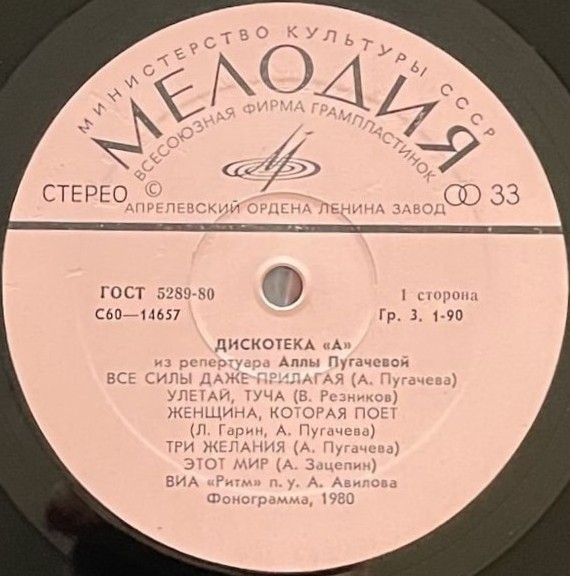 МИНИСТЕРСТВО КУЛЬТУРЫ СССР
МЕЛОДИЯ
ВСЕСОЮЗНАЯ ФИРМА ГРАМПЛАСТИНОК
СТЕРЕО © 33
АПРЕЛЕВСКИЙ ОРДЕНА ЛЕНИНА ЗАВОД
ГОСТ 5289-80 1 сторона
С60—14657 Гр. 3. 1-90
ДИСКОТЕКА «А»
из репертуара Аллы Пугачевой
ВСЕ СИЛЫ ДАЖЕ ПРИЛАГАЯ (А. Пугачева)
УЛЕТАЙ, ТУЧА (В. Резников)
ЖЕНЩИНА, КОТОРАЯ ПОЕТ
(Л. Гарин, А. Пугачева)
ТРИ ЖЕЛАНИЯ (А. Пугачева)
ЭТОТ МИР (А. Зацепин)
ВИА «Ритм» п. у. А. Авилова
Фонограмма, 1980